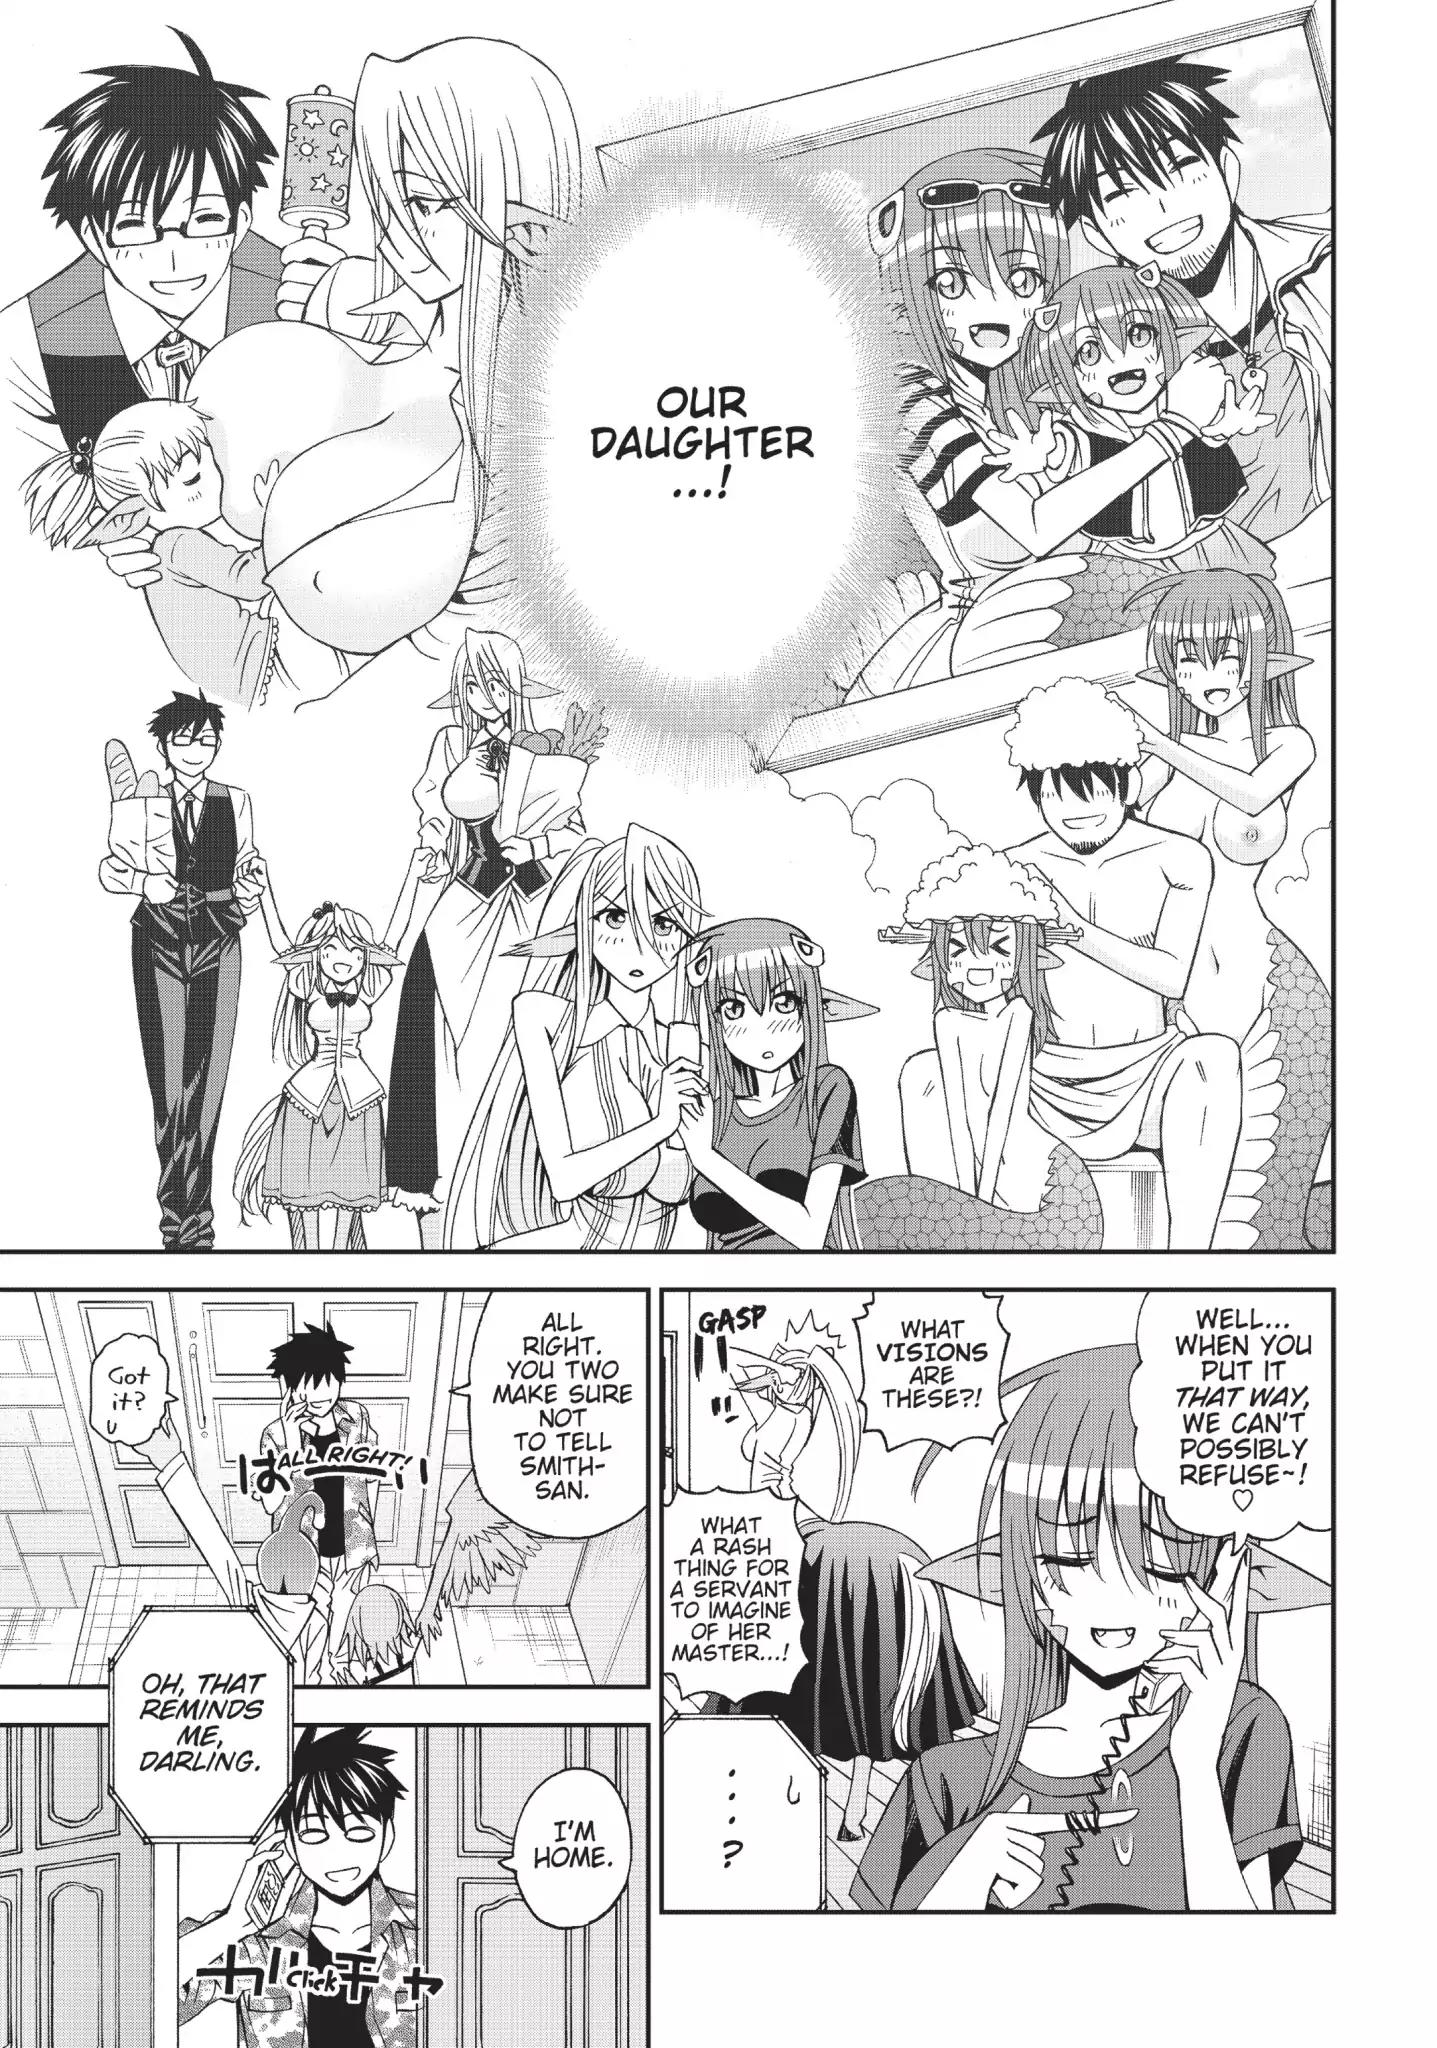 OUR
DAUGHTER
...!
WELL...
WHEN YOU
PUT IT
THAT WAY,
WE CAN'T
POSSIBLY
REFUSE~!
♡
WHAT
VISIONS
ARE
THESE?!
GASP
WHAT
A RASH
THING FOR
A SERVANT
TO IMAGINE
OF HER
MASTER...!
...?
ALL
RIGHT.
YOU TWO
MAKE SURE
NOT
TO TELL
SMITH-
SAN.
Got
it?
はーい
ALL RIGHT!
OH, THAT
REMINDS
ME,
DARLING.
I'M
HOME.
ガチャ
Click